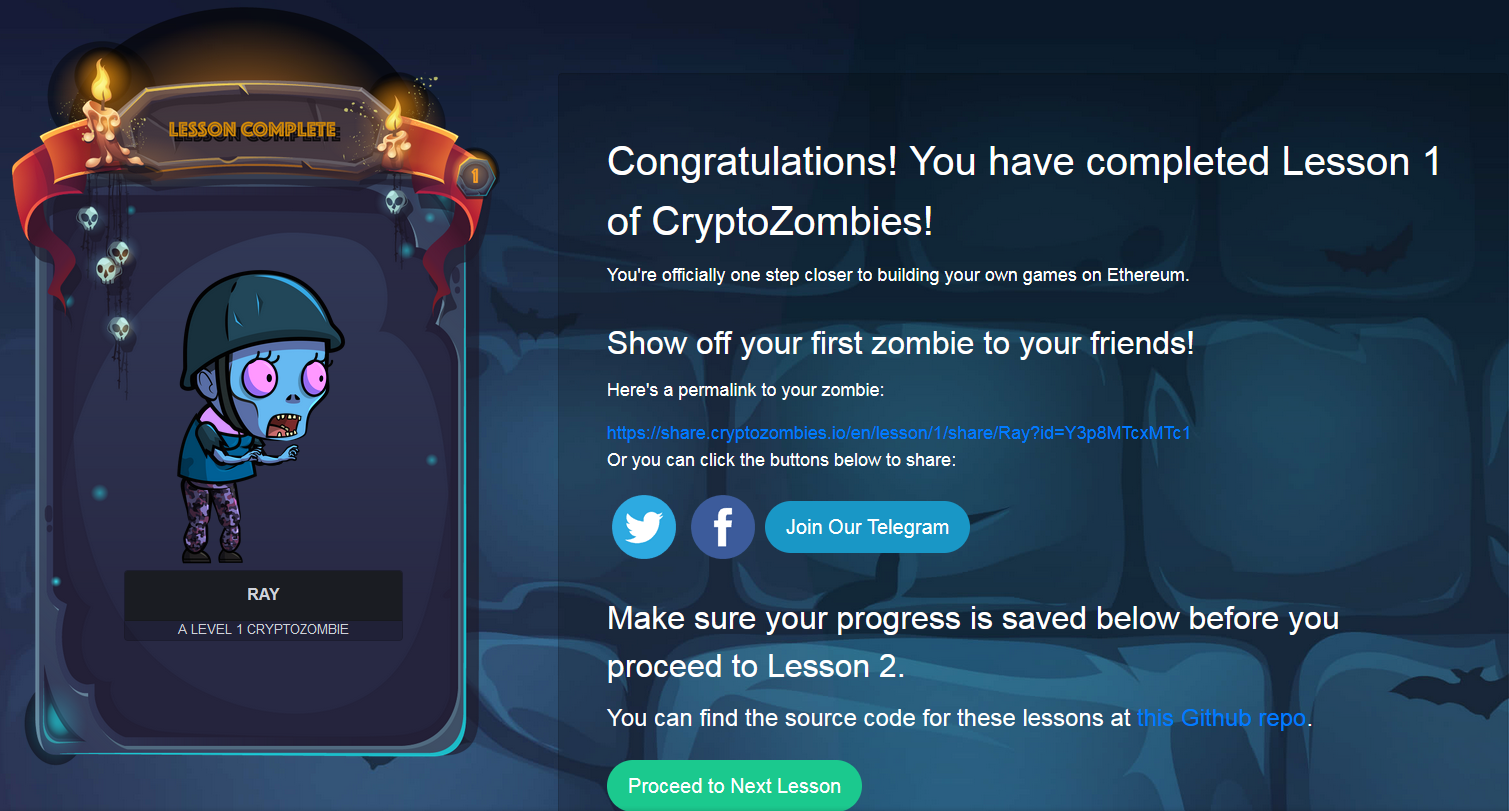 LESSON COMPLETE
1
RAY
A LEVEL 1 CRYPTOZOMBIE
Congratulations! You have completed Lesson 1
of CryptoZombies!
You're officially one step closer to building your own games on Ethereum.
Show off your first zombie to your friends!
Here's a permalink to your zombie:
https://share.cryptozombies.io/en/lesson/1/share/Ray?id=Y3p8MTcxMTc1
Or you can click the buttons below to share:
Join Our Telegram
Make sure your progress is saved below before you
proceed to Lesson 2.
You can find the source code for these lessons at this Github repo.
Proceed to Next Lesson